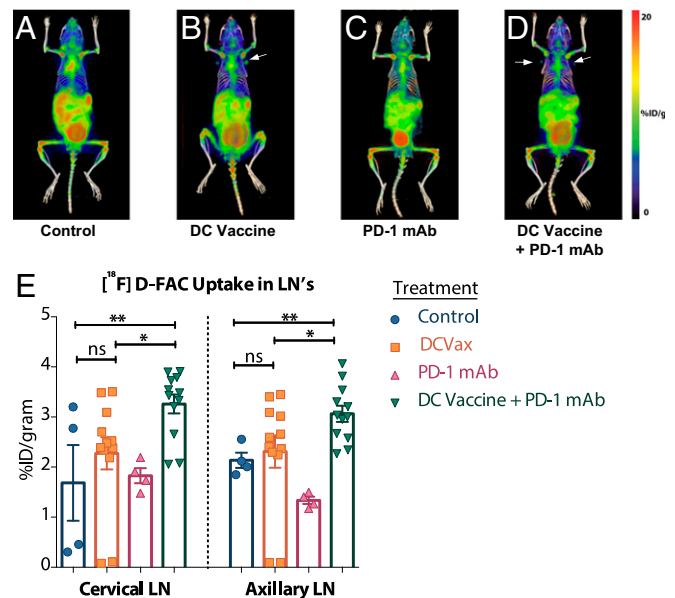 A
B
C
D
20
%ID/g
0
Control
DC Vaccine
PD-1 mAb
DC Vaccine
+ PD-1 mAb
E
[18F] D-FAC Uptake in LN's
Treatment
Control
DCVax
PD-1 mAb
DC Vaccine + PD-1 mAb
%ID/gram
5
4
3
2
1
0
**
*
ns
**
*
ns
Cervical LN
Axillary LN